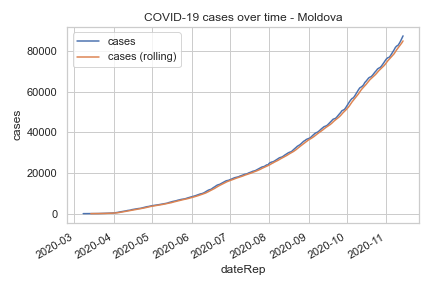 COVID-19 cases over time - Moldova
cases
cases (rolling)
80000
60000
40000
20000
0
cases
2020-03
2020-04
2020-05
2020-06
2020-07
2020-08
2020-09
2020-10
2020-11
dateRep